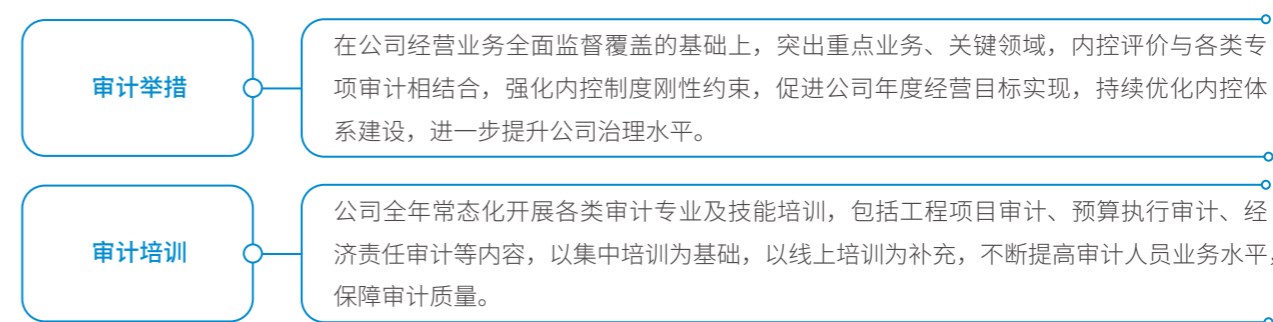 审计举措
在公司经营业务全面监督覆盖的基础上，突出重点业务、关键领域，内控评价与各类专
项审计相结合，强化内控制度刚性约束，促进公司年度经营目标实现，持续优化内控体
系建设，进一步提升公司治理水平。
审计培训
公司全年常态化开展各类审计专业及技能培训，包括工程项目审计、预算执行审计、经
济责任审计等内容，以集中培训为基础，以线上培训为补充，不断提高审计人员业务水平，
保障审计质量。